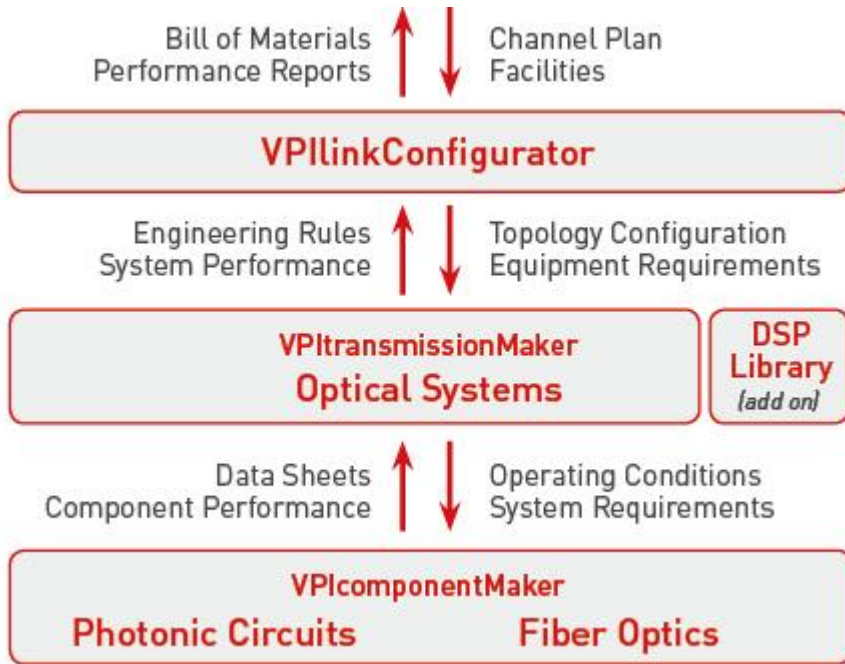 Bill of Materials
Performance Reports
Channel Plan
Facilities
VPIlinkConfigurator
Engineering Rules
System Performance
Topology Configuration
Equipment Requirements
VPItransmissionMaker
Optical Systems
DSP
Library
(add on)
Data Sheets
Component Performance
Operating Conditions
System Requirements
VPIcomponentMaker
Photonic Circuits
Fiber Optics